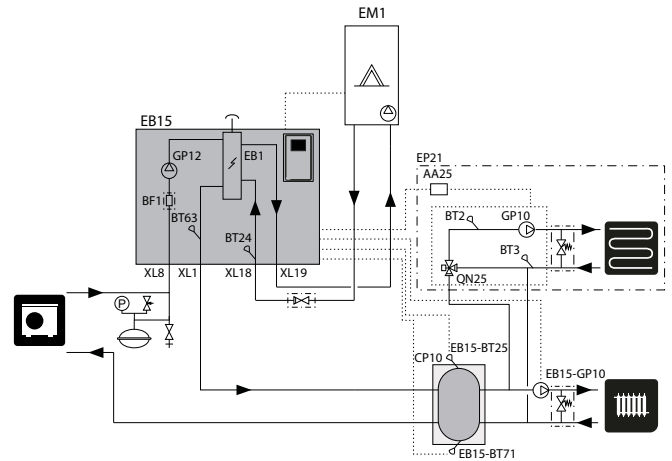 EM1
EB15
GP12
EB1
BF1
BT63
BT24
XL8 XL1 XL18 XL19
EP21
AA25
BT2 GP10
BT3
QN25
P
CP10 EB15-BT25
EB15-GP10
EB15-BT71